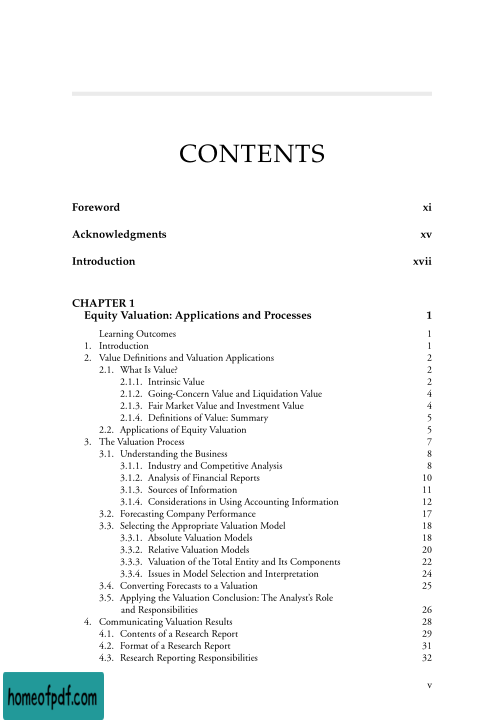 CONTENTS
Foreword xi
Acknowledgments xv
Introduction xvii
CHAPTER 1
Equity Valuation: Applications and Processes 1
Learning Outcomes 1
1. Introduction 1
2. Value Definitions and Valuation Applications 2
2.1. What Is Value? 2
2.1.1. Intrinsic Value 2
2.1.2. Going-Concern Value and Liquidation Value 4
2.1.3. Fair Market Value and Investment Value 4
2.1.4. Definitions of Value: Summary 5
2.2. Applications of Equity Valuation 5
3. The Valuation Process 7
3.1. Understanding the Business 8
3.1.1. Industry and Competitive Analysis 8
3.1.2. Analysis of Financial Reports 10
3.1.3. Sources of Information 11
3.1.4. Considerations in Using Accounting Information 12
3.2. Forecasting Company Performance 17
3.3. Selecting the Appropriate Valuation Model 18
3.3.1. Absolute Valuation Models 18
3.3.2. Relative Valuation Models 20
3.3.3. Valuation of the Total Entity and Its Components 22
3.3.4. Issues in Model Selection and Interpretation 24
3.4. Converting Forecasts to a Valuation 25
3.5. Applying the Valuation Conclusion: The Analyst's Role
and Responsibilities 26
4. Communicating Valuation Results 28
4.1. Contents of a Research Report 29
4.2. Format of a Research Report 31
4.3. Research Reporting Responsibilities 32
v
homeofpdf.com